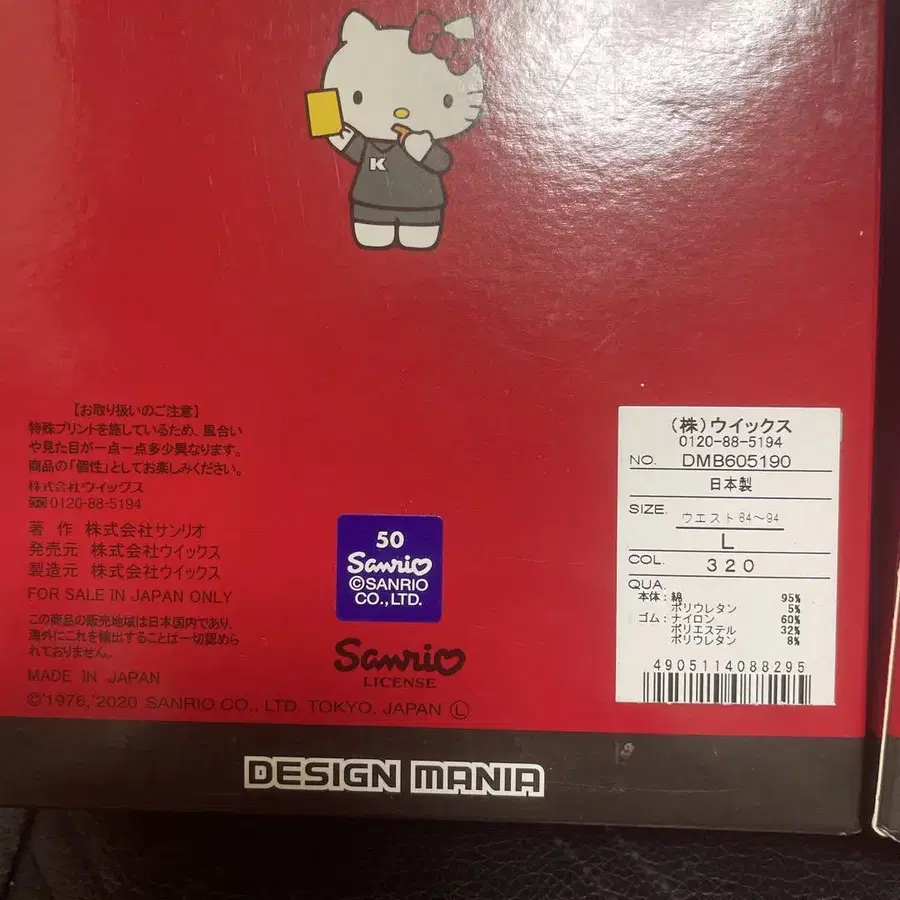 K
【お取り扱いのご注意】
特殊プリントを施しているため、風合い
や見た目が一点一点多少異なります。
商品の「個性」としてお楽しみください。
株式会社ウイックス
0120-88-5194
著 作 株式会社サンリオ
発売元 株式会社ウイックス
製造元 株式会社ウイックス
FOR SALE IN JAPAN ONLY
この商品の販売地域は日本国内であり、
海外にこれを輸出することは一切認めら
れておりません。
MADE IN JAPAN
©'1976,'2020 SANRIO CO., LTD. TOKYO, JAPAN Ⓛ
50
Sanrio
©SANRIO
CO.,LTD.
Sanrio
LICENSE
(株)ウイックス
0120-88-5194
NO. DMB605190
日本製
SIZE. ウエスト84～94
L
COL. 320
QUA.
本体：綿 95%
ポリウレタン 5%
ゴム：ナイロン 60%
ポリエステル 32%
ポリウレタン 8%
4905114088295
DESIGN MANIA